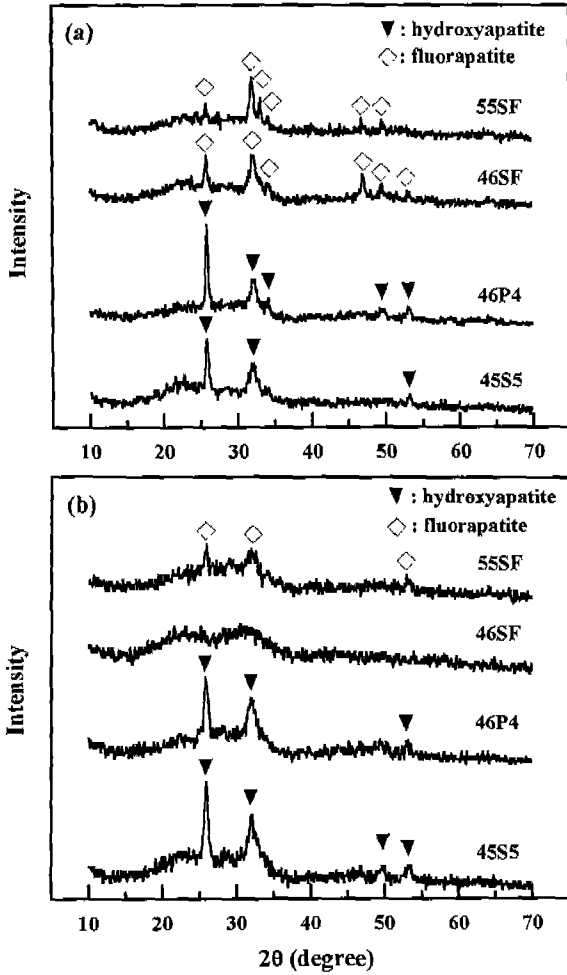 (a)
▼ : hydroxyapatite
◇ : fluorapatite
55SF
46SF
46P4
45S5
Intensity
10 20 30 40 50 60 70
(b)
▼ : hydroxyapatite
◇ : fluorapatite
55SF
46SF
46P4
45S5
Intensity
10 20 30 40 50 60 70
2θ (degree)